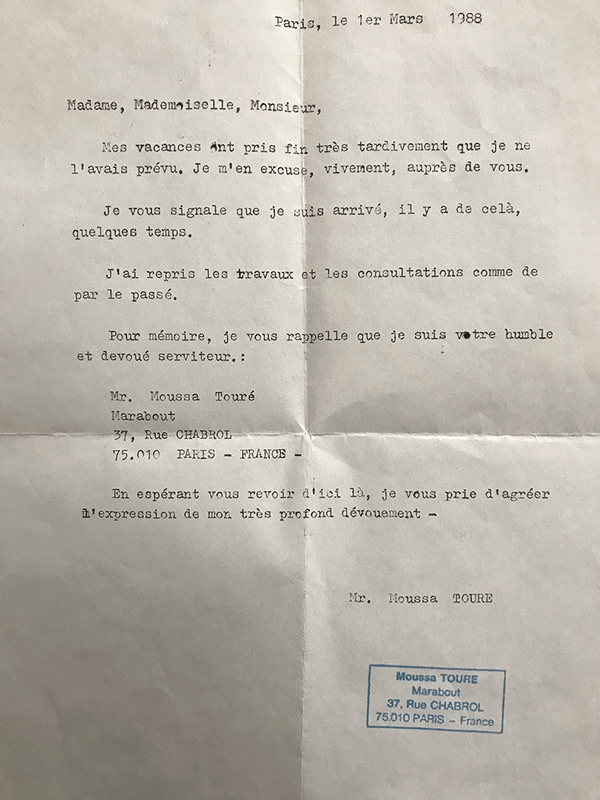 Paris, le 1er Mars 1988
Madame, Mademoiselle, Monsieur,
Mes vacances ont pris fin très tardivement que je ne
l'avais prévu. Je m'en excuse, vivement, auprès de vous.
Je vous signale que je suis arrivé, il y a de celà,
quelques temps.
J'ai repris les travaux et les consultations comme de
par le passé.
Pour mémoire, je vous rappelle que je suis votre humble
et devoué serviteur.:
Mr. Moussa Touré
Marabout
37, Rue CHABROL
75.010 PARIS - FRANCE -
En espérant vous revoir d'ici là, je vous prie d'agréer
l'expression de mon très profond dévouement -
Mr. Moussa TOURE
Moussa TOURE
Marabout
37, Rue CHABROL
75.010 PARIS - France